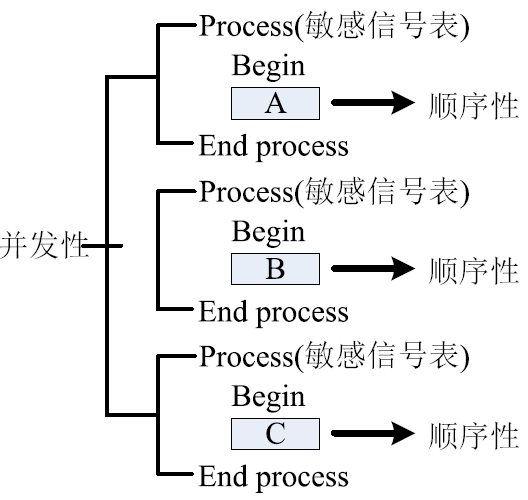 Process(敏感信号表)
Begin
A
顺序性
End process
并发性
Process(敏感信号表)
Begin
B
顺序性
End process
Process(敏感信号表)
Begin
C
顺序性
End process